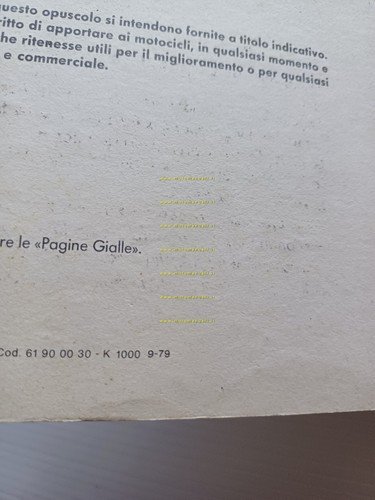 questo opuscolo si intendono fornite a titolo indicativo.
ritto di apportare ai motocicli, in qualsiasi momento e
he ritenesse utili per il miglioramento o per qualsiasi
e commerciale.
re le «Pagine Gialle».
Cod. 61 90 00 30 - K 1000 9-79